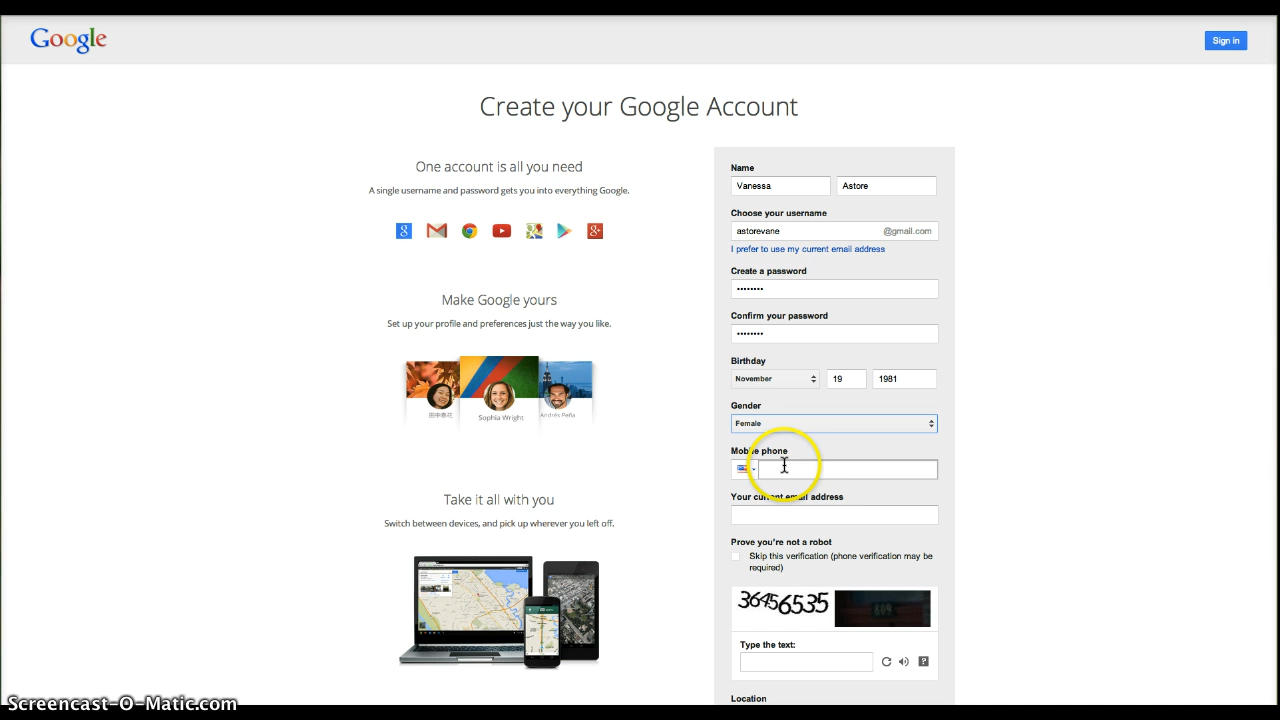 Google
Sign in
Create your Google Account
One account is all you need
A single username and password gets you into everything Google.
Make Google yours
Set up your profile and preferences just the way you like.
Sophia Wright
Andrés Peña
Take it all with you
Switch between devices, and pick up wherever you left off.
Name
Vanessa Astore
Choose your username
astorevane @gmail.com
I prefer to use my current email address
Create a password
Confirm your password
Birthday
November 19 1981
Gender
Female
Mobile phone
Your current email address
Prove you're not a robot
Skip this verification (phone verification may be
required)
36456535 809
Type the text:
Location
Screencast-O-Matic.com